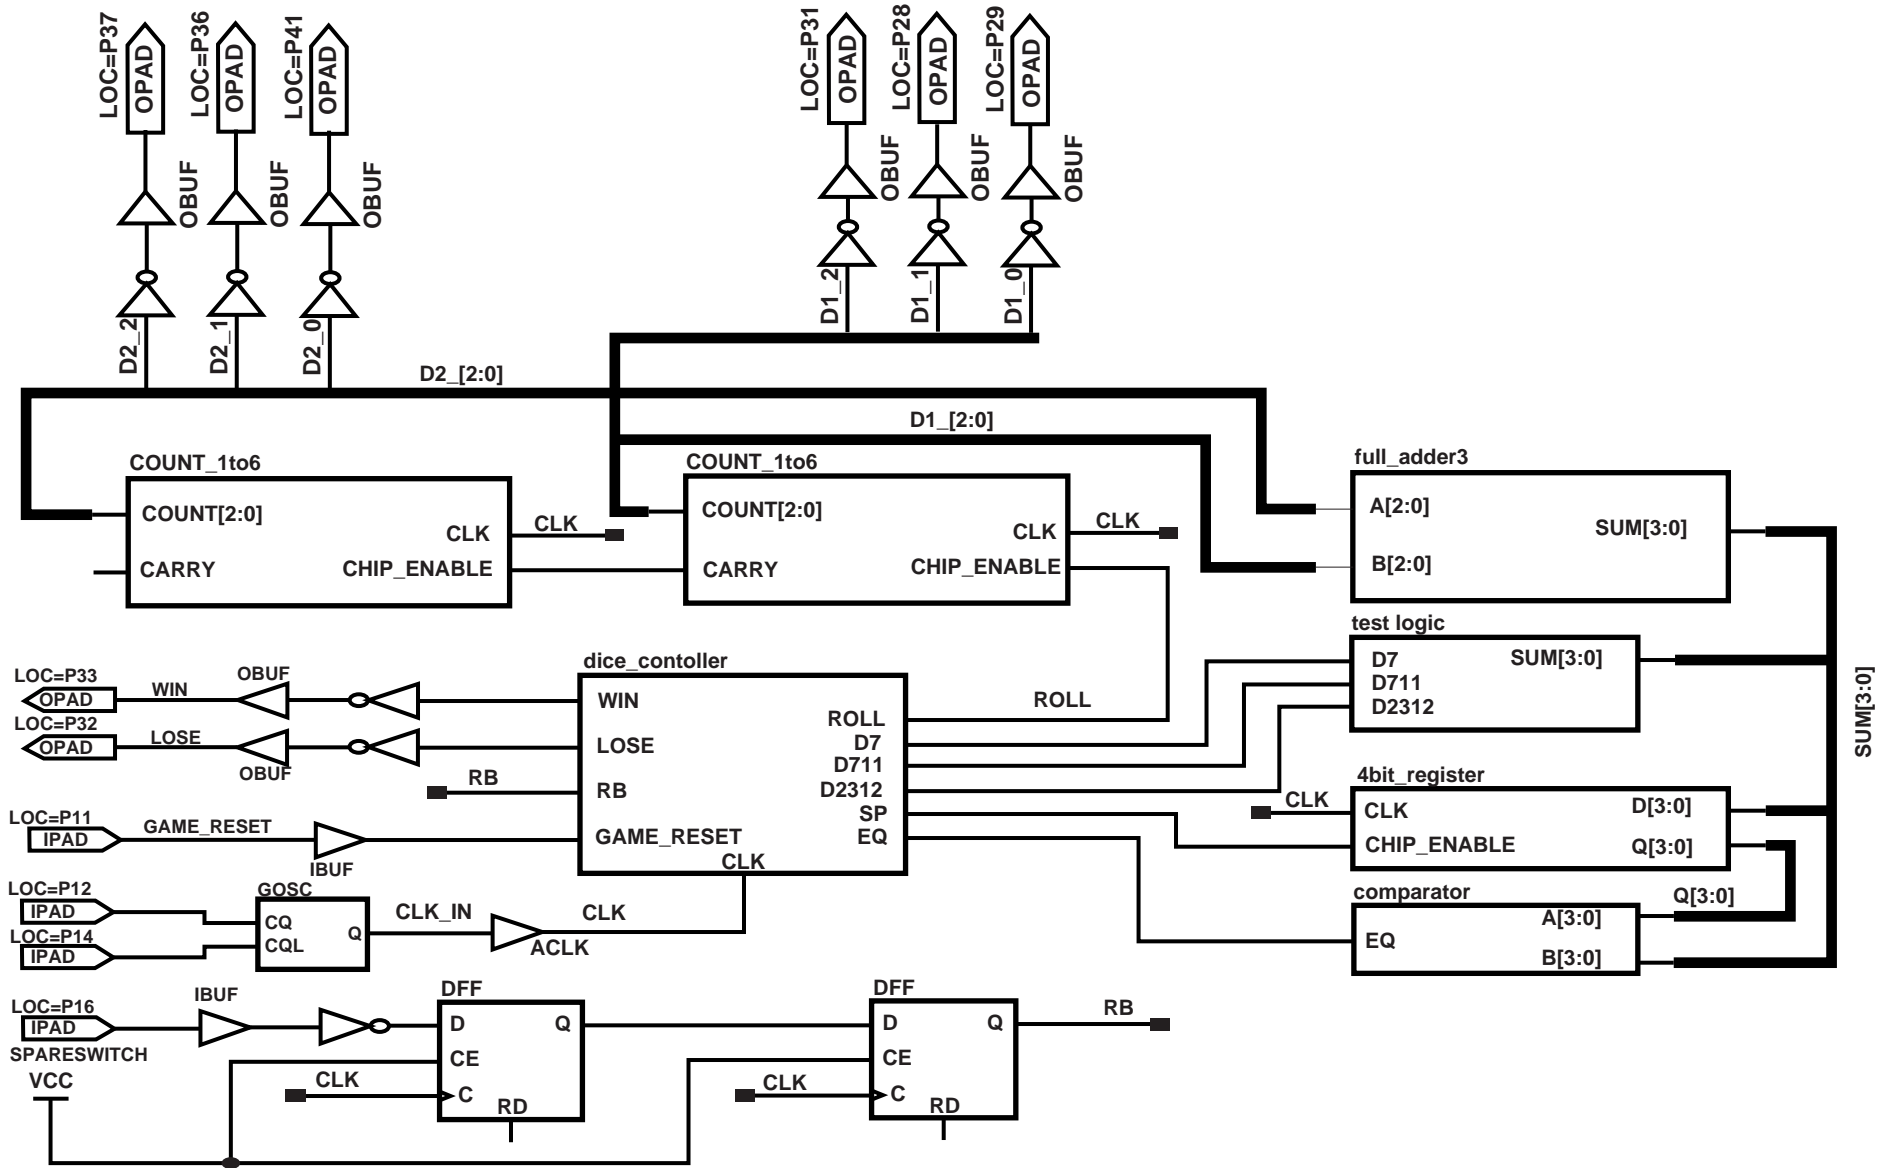 LOC=P37
OPAD
LOC=P36
OPAD
LOC=P41
OPAD
LOC=P31
OPAD
LOC=P28
OPAD
LOC=P29
OPAD
OBUF
OBUF
OBUF
OBUF
OBUF
OBUF
D2_2
D2_1
D2_0
D1_2
D1_1
D1_0
D2_[2:0]
D1_[2:0]
COUNT_1to6
COUNT[2:0]
CLK
CARRY
CHIP_ENABLE
CLK
COUNT_1to6
COUNT[2:0]
CLK
CARRY
CHIP_ENABLE
CLK
full_adder3
A[2:0]
SUM[3:0]
B[2:0]
test logic
D7
SUM[3:0]
D711
D2312
SUM[3:0]
LOC=P33
OPAD
WIN
OBUF
LOC=P32
OPAD
LOSE
OBUF
RB
dice_contoller
WIN
LOSE
RB
GAME_RESET
CLK
ROLL
D7
D711
D2312
SP
EQ
ROLL
4bit_register
CLK
CLK
D[3:0]
CHIP_ENABLE
Q[3:0]
comparator
Q[3:0]
A[3:0]
EQ
B[3:0]
LOC=P11
IPAD
GAME_RESET
IBUF
LOC=P12
IPAD
LOC=P14
IPAD
GOSC
CQ
CQL
Q
CLK_IN
CLK
ACLK
LOC=P16
IPAD
SPARESWITCH
IBUF
VCC
DFF
D
Q
CE
C
RD
CLK
DFF
D
Q
CE
C
RD
CLK
RB